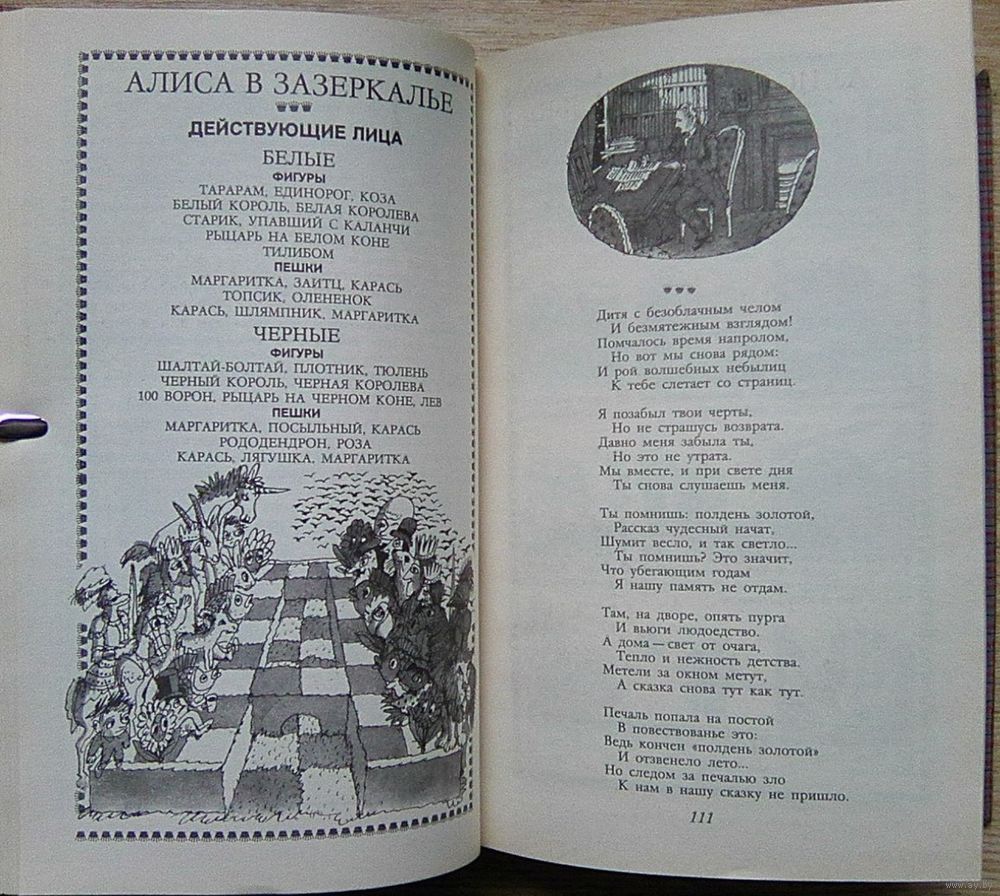 АЛИСА В ЗАЗЕРКАЛЬЕ
ДЕЙСТВУЮЩИЕ ЛИЦА
БЕЛЫЕ
ФИГУРЫ
ТАРАРАМ, ЕДИНОРОГ, КОЗА
БЕЛЫЙ КОРОЛЬ, БЕЛАЯ КОРОЛЕВА
СТАРИК, УПАВШИЙ С КАЛАНЧИ
РЫЦАРЬ НА БЕЛОМ КОНЕ
ТИЛИБОМ
ПЕШКИ
МАРГАРИТКА, ЗАИТЦ, КАРАСЬ
ТОПСИК, ОЛЕНЕНОК
КАРАСЬ, ШЛЯМПНИК, МАРГАРИТКА
ЧЕРНЫЕ
ФИГУРЫ
ШАЛТАЙ-БОЛТАЙ, ПЛОТНИК, ТЮЛЕНЬ
ЧЕРНЫЙ КОРОЛЬ, ЧЕРНАЯ КОРОЛЕВА
100 ВОРОН, РЫЦАРЬ НА ЧЕРНОМ КОНЕ, ЛЕВ
ПЕШКИ
МАРГАРИТКА, ПОСЫЛЬНЫЙ, КАРАСЬ
РОДОДЕНДРОН, РОЗА
КАРАСЬ, ЛЯГУШКА, МАРГАРИТКА
Дитя с безоблачным челом
И безмятежным взглядом!
Помчалось время напролом,
Но вот мы снова рядом:
И рой волшебных небылиц
К тебе слетает со страниц.
Я позабыл твои черты,
Но не страшусь возврата.
Давно меня забыла ты,
Но это не утрата.
Мы вместе, и при свете дня
Ты снова слушаешь меня.
Ты помнишь: полдень золотой,
Рассказ чудесный начат,
Шумит весло, и так светло...
Ты помнишь? Это значит,
Что убегающим годам
Я нашу память не отдам.
Там, на дворе, опять пурга
И вьюги людоедство.
А дома — свет от очага,
Тепло и нежность детства.
Метели за окном метут,
А сказка снова тут как тут.
Печаль попала на постой
В повествованье это:
Ведь кончен «полдень золотой»
И отзвенело лето...
Но следом за печалью зло
К нам в нашу сказку не пришло.
111
www.ay.by